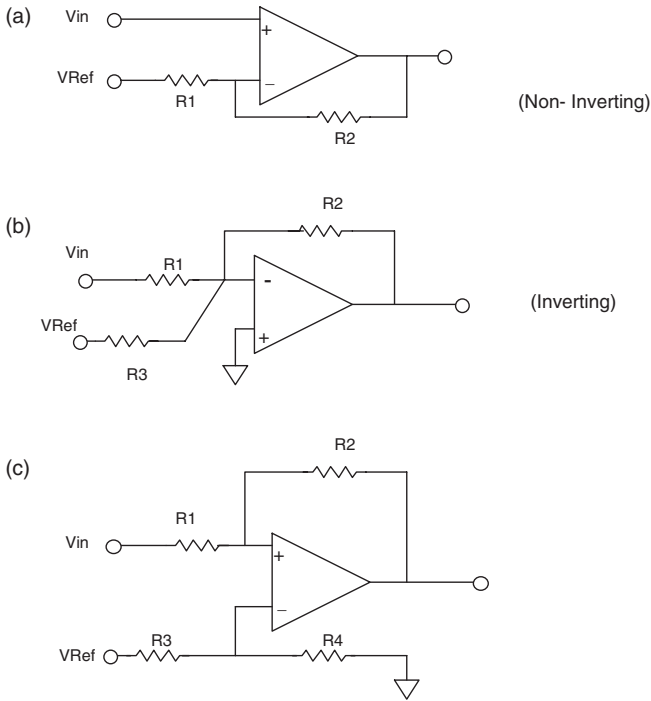 (a)
Vin
+
VRef
R1
–
R2
(Non- Inverting)
(b)
R2
Vin
R1
-
VRef
+
R3
(Inverting)
(c)
R2
R1
Vin
+
–
R3
R4
VRef